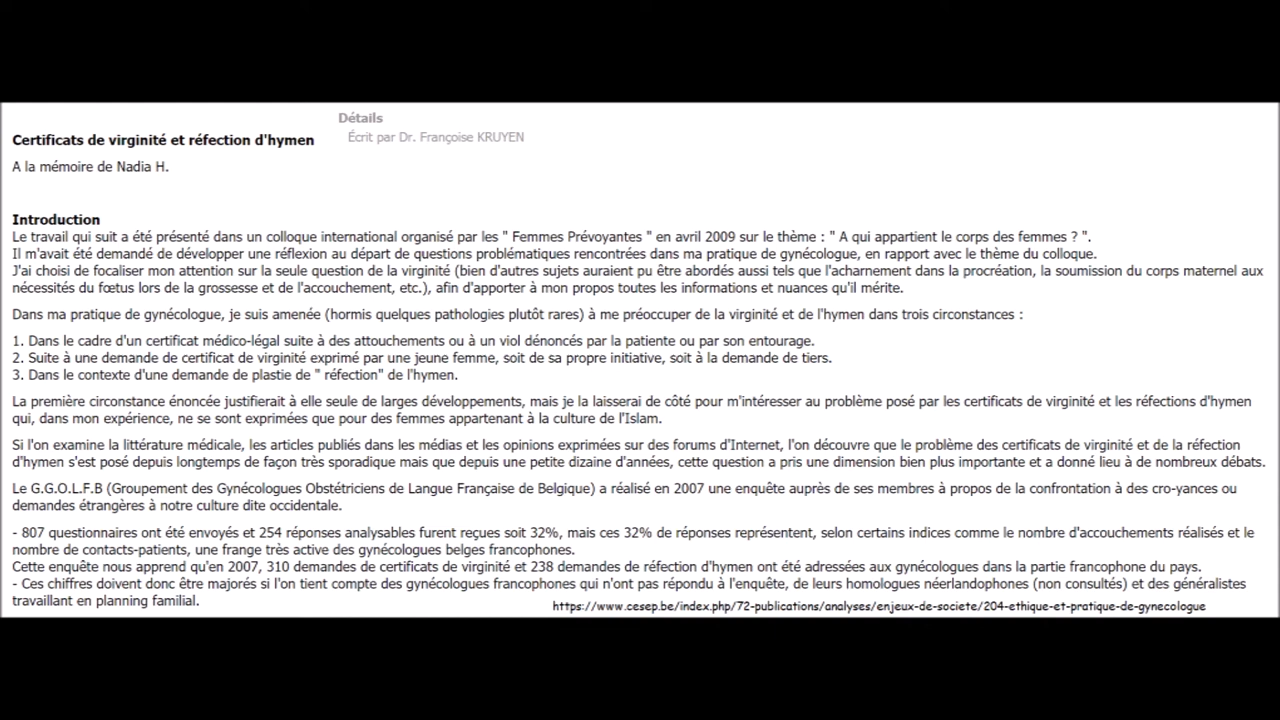 Détails
Écrit par Dr. Françoise KRUYEN
Certificats de virginité et réfection d'hymen
A la mémoire de Nadia H.
Introduction
Le travail qui suit a été présenté dans un colloque international organisé par les " Femmes Prévoyantes " en avril 2009 sur le thème : " A qui appartient le corps des femmes ? ".
Il m'avait été demandé de développer une réflexion au départ de questions problématiques rencontrées dans ma pratique de gynécologue, en rapport avec le thème du colloque.
J'ai choisi de focaliser mon attention sur la seule question de la virginité (bien d'autres sujets auraient pu être abordés aussi tels que l'acharnement dans la procréation, la soumission du corps maternel aux
nécessités du fœtus lors de la grossesse et de l'accouchement, etc.), afin d'apporter à mon propos toutes les informations et nuances qu'il mérite.
Dans ma pratique de gynécologue, je suis amenée (hormis quelques pathologies plutôt rares) à me préoccuper de la virginité et de l'hymen dans trois circonstances :
1. Dans le cadre d'un certificat médico-légal suite à des attouchements ou à un viol dénoncés par la patiente ou par son entourage.
2. Suite à une demande de certificat de virginité exprimé par une jeune femme, soit de sa propre initiative, soit à la demande de tiers.
3. Dans le contexte d'une demande de plastie de " réfection" de l'hymen.
La première circonstance énoncée justifierait à elle seule de larges développements, mais je la laisserai de côté pour m'intéresser au problème posé par les certificats de virginité et les réfections d'hymen
qui, dans mon expérience, ne se sont exprimées que pour des femmes appartenant à la culture de l'Islam.
Si l'on examine la littérature médicale, les articles publiés dans les médias et les opinions exprimées sur des forums d'Internet, l'on découvre que le problème des certificats de virginité et de la réfection
d'hymen s'est posé depuis longtemps de façon très sporadique mais que depuis une petite dizaine d'années, cette question a pris une dimension bien plus importante et a donné lieu à de nombreux débats.
Le G.G.O.L.F.B (Groupement des Gynécologues Obstétriciens de Langue Française de Belgique) a réalisé en 2007 une enquête auprès de ses membres à propos de la confrontation à des cro-yances ou
demandes étrangères à notre culture dite occidentale.
- 807 questionnaires ont été envoyés et 254 réponses analysables furent reçues soit 32%, mais ces 32% de réponses représentent, selon certains indices comme le nombre d'accouchements réalisés et le
nombre de contacts-patients, une frange très active des gynécologues belges francophones.
Cette enquête nous apprend qu'en 2007, 310 demandes de certificats de virginité et 238 demandes de réfection d'hymen ont été adressées aux gynécologues dans la partie francophone du pays.
- Ces chiffres doivent donc être majorés si l'on tient compte des gynécologues francophones qui n'ont pas répondu à l'enquête, de leurs homologues néerlandophones (non consultés) et des généralistes
travaillant en planning familial.
https://www.cesep.be/index.php/72-publications/analyses/enjeux-de-societe/204-ethique-et-pratique-de-gynecologue